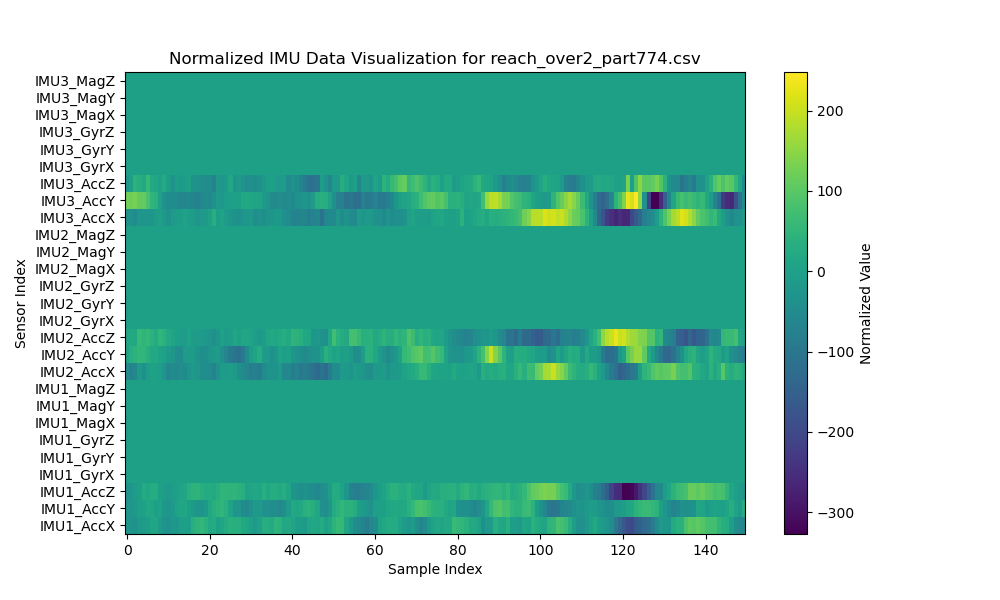 Normalized IMU Data Visualization for reach_over2_part774.csv
IMU3_MagZ
IMU3_MagY
IMU3_MagX
IMU3_GyrZ
IMU3_GyrY
IMU3_GyrX
IMU3_AccZ
IMU3_AccY
IMU3_AccX
IMU2_MagZ
IMU2_MagY
IMU2_MagX
IMU2_GyrZ
IMU2_GyrY
IMU2_GyrX
IMU2_AccZ
IMU2_AccY
IMU2_AccX
IMU1_MagZ
IMU1_MagY
IMU1_MagX
IMU1_GyrZ
IMU1_GyrY
IMU1_GyrX
IMU1_AccZ
IMU1_AccY
IMU1_AccX
Sensor Index
0 20 40 60 80 100 120 140
Sample Index
200
100
0
−100
−200
−300
Normalized Value